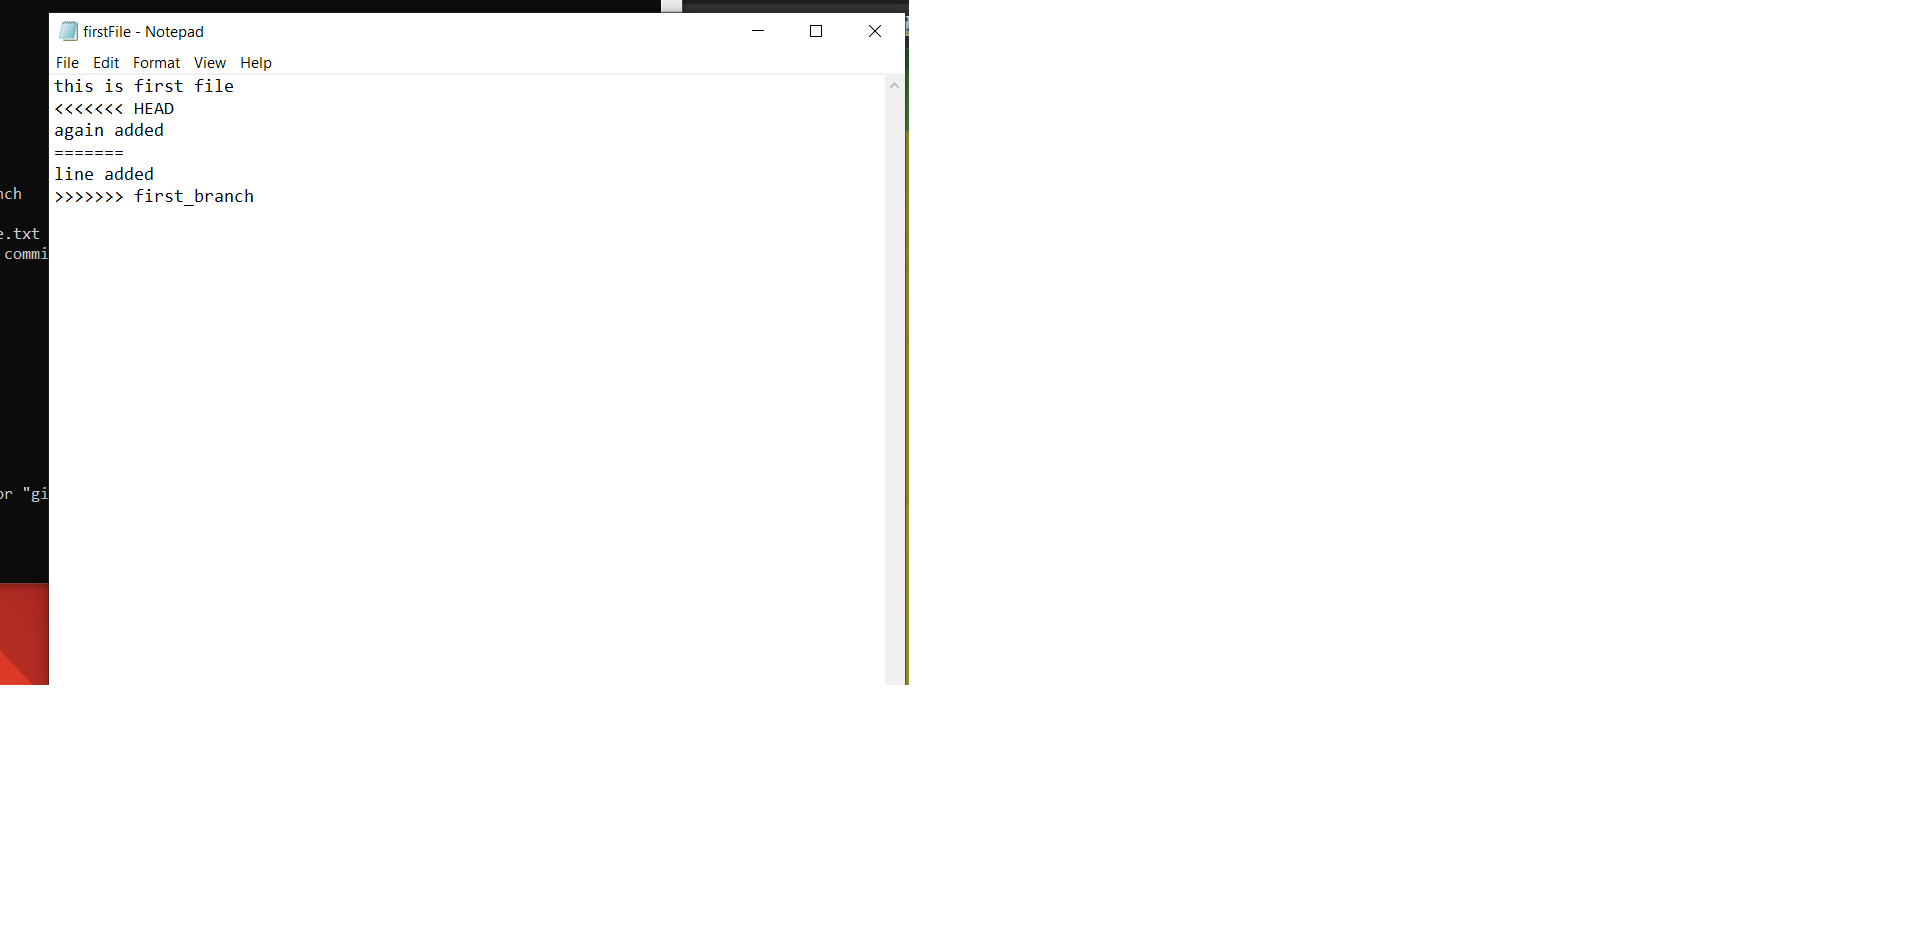 firstFile - Notepad
File Edit Format View Help
this is first file
<<<<<<< HEAD
again added
=======
line added
>>>>>>> first_branch
e.txt
commi
or "gi